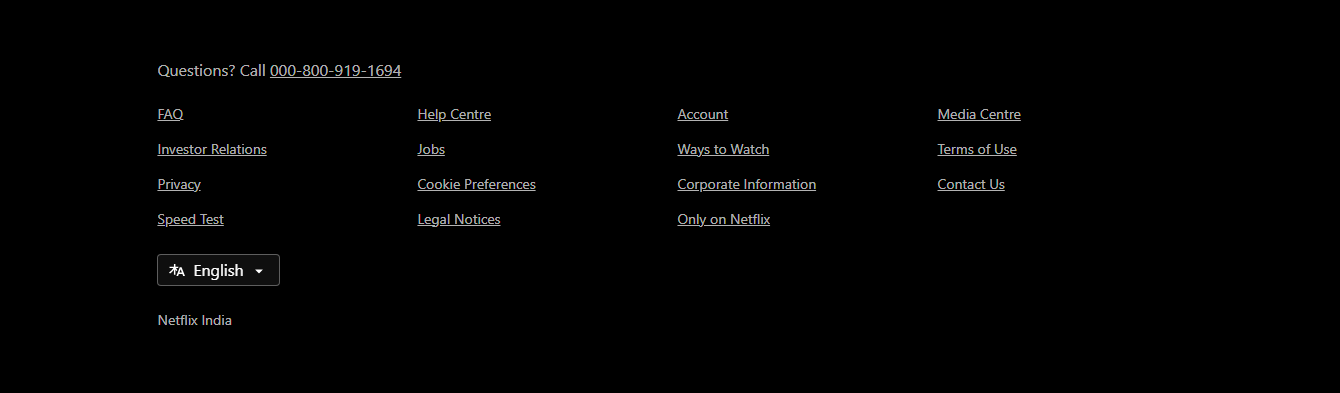 Questions? Call 000-800-919-1694
FAQ Help Centre Account Media Centre
Investor Relations Jobs Ways to Watch Terms of Use
Privacy Cookie Preferences Corporate Information Contact Us
Speed Test Legal Notices Only on Netflix
English
Netflix India